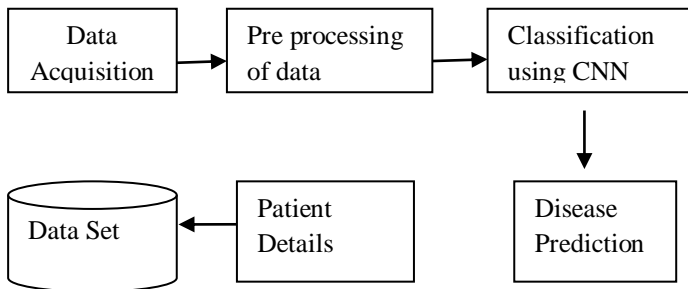 Data
Acquisition
Pre processing
of data
Classification
using CNN
Data Set
Patient
Details
Disease
Prediction